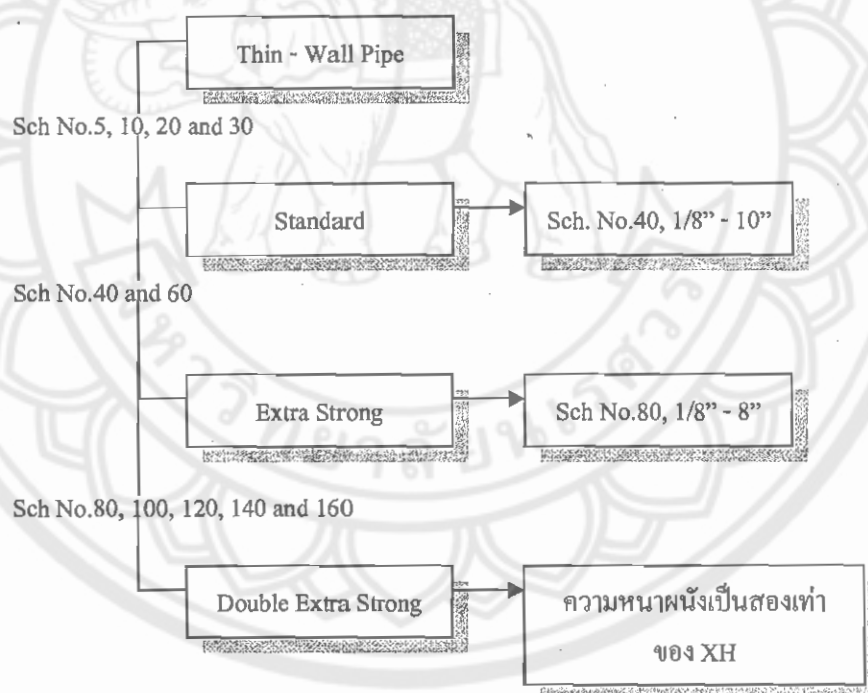 Thin - Wall Pipe
Sch No.5, 10, 20 and 30
Standard
Sch. No.40, 1/8” - 10”
Sch No.40 and 60
Extra Strong
Sch No.80, 1/8” - 8”
Sch No.80, 100, 120, 140 and 160
Double Extra Strong
ความหนาผนังเป็นสองเท่า
ของ XH